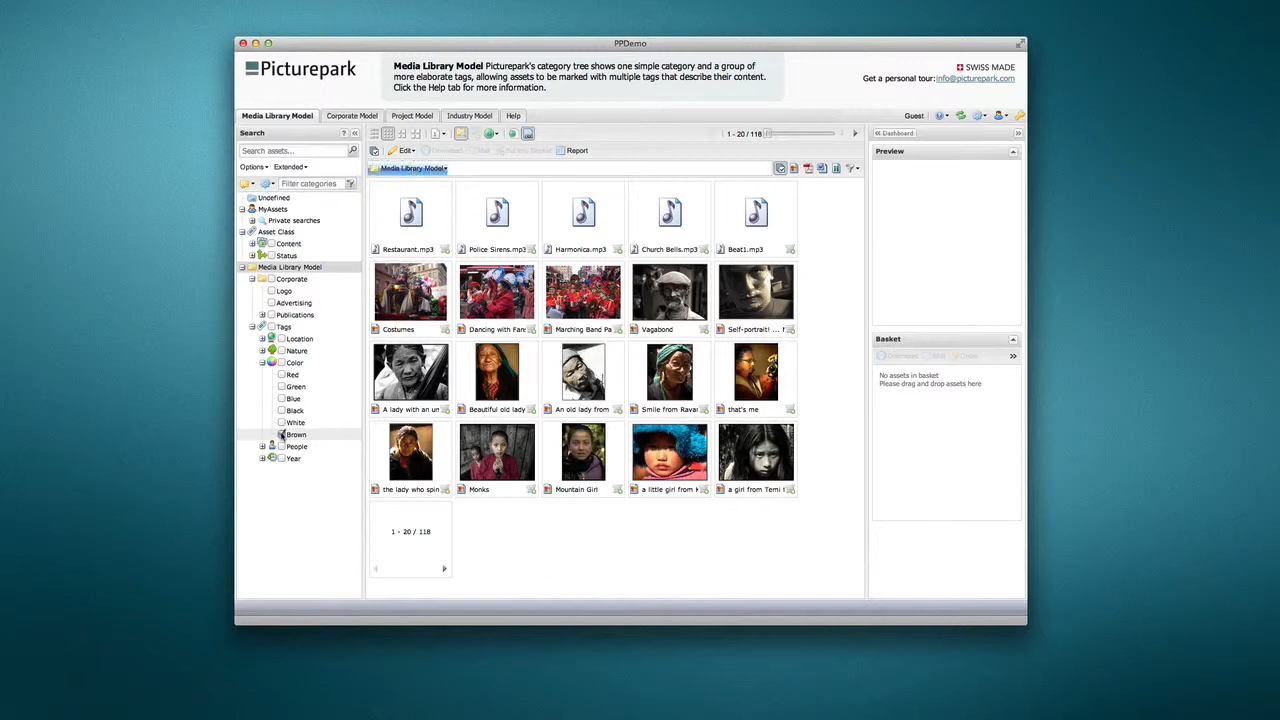 PPDemo
Picturepark
Media Library Model Picturepark's category tree shows one simple category and a group
of more elaborate tags, allowing assets to be marked with multiple tags that describe their content.
Click the Help tab for more information.
SWISS MADE
Get a personal tour: info@picturepark.com
Media Library Model
Corporate Model
Project Model
Industry Model
Help
Guest
Search
?
Search assets...
Options
Extended
Filter categories
Undefined
MyAssets
Private searches
Asset Class
Content
Status
Media Library Model
Corporate
Logo
Advertising
Publications
Tags
Location
Nature
Color
Red
Green
Blue
Black
White
Brown
People
Year
1 - 20 / 118
Edit
Download
Mail
Report
Media Library Model
Restaurant.mp3
Police Sirens.mp3
Harmonica.mp3
Church Bells.mp3
Beat1.mp3
Costumes
Dancing with Fan
Marching Band Pa
Vagabond
Self-portrait! ...
A lady with an un
Beautiful old lady
An old lady from
Smile from Ravar
that's me
the lady who spin
Monks
Mountain Girl
a little girl from
a girl from Temi
1 - 20 / 118
Dashboard
Preview
Basket
Download
Mail
No assets in basket
Please drag and drop assets here